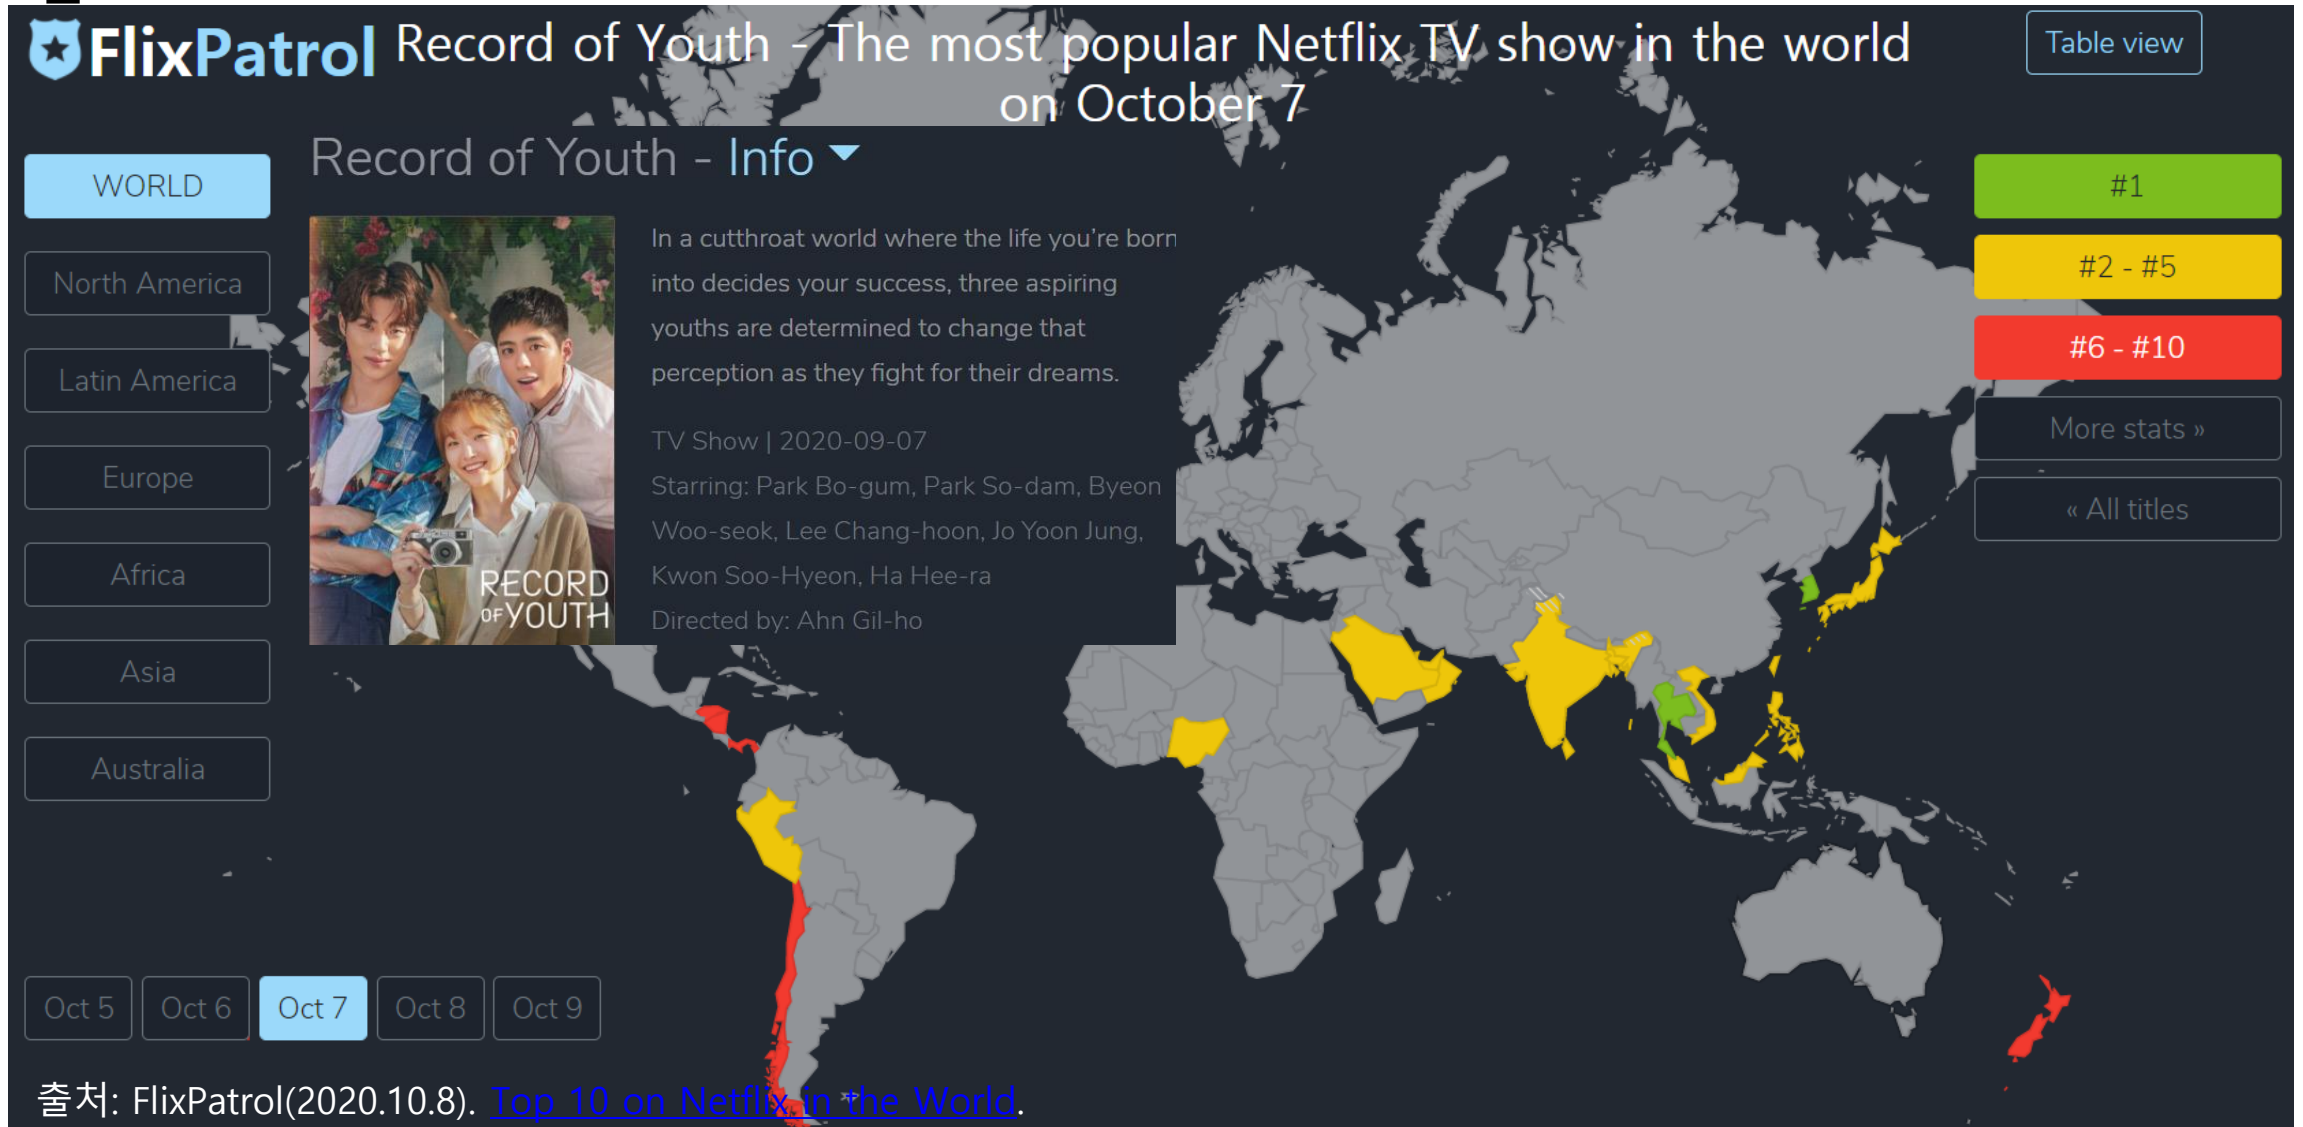 FlixPatrol Record of Youth - The most popular Netflix TV show in the world
on October 7
Table view
WORLD
North America
Latin America
Europe
Africa
Asia
Australia
Record of Youth - Info
RECORD
OF YOUTH
In a cutthroat world where the life you're born
into decides your success, three aspiring
youths are determined to change that
perception as they fight for their dreams.
TV Show | 2020-09-07
Starring: Park Bo-gum, Park So-dam, Byeon
Woo-seok, Lee Chang-hoon, Jo Yoon Jung,
Kwon Soo-Hyeon, Ha Hee-ra
Directed by: Ahn Gil-ho
#1
#2 - #5
#6 - #10
More stats »
« All titles
Oct 5 Oct 6 Oct 7 Oct 8 Oct 9
출처: FlixPatrol(2020.10.8). Top 10 on Netflix in the World.